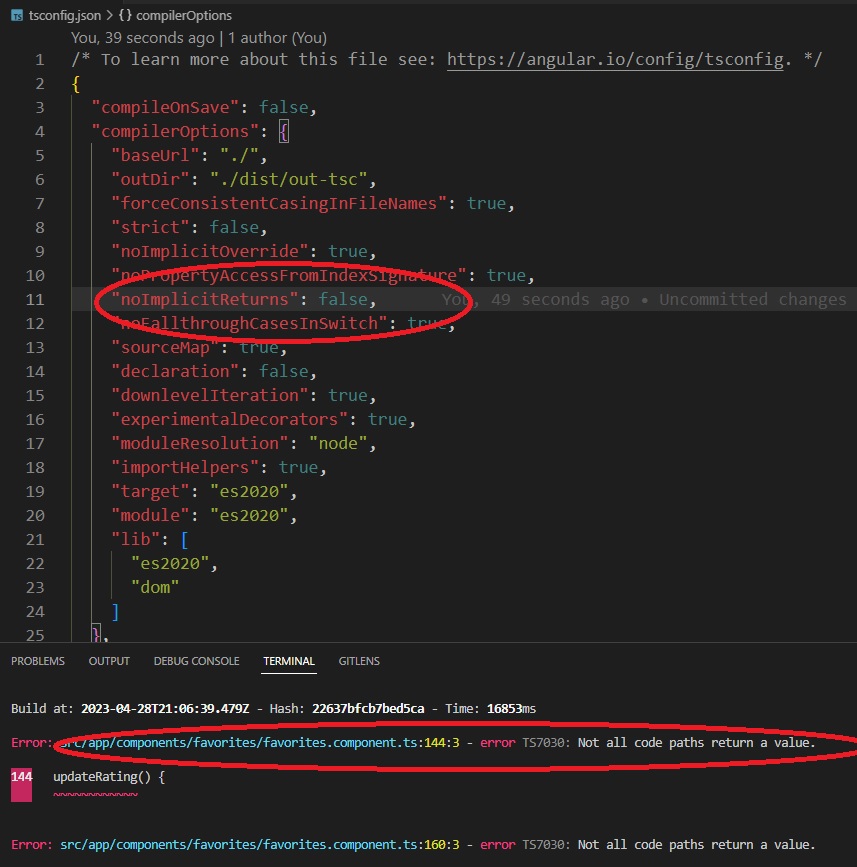 tsconfig.json > {} compilerOptions
You, 39 seconds ago | 1 author (You)
1 /* To learn more about this file see: https://angular.io/config/tsconfig. */
2 {
3 "compileOnSave": false,
4 "compilerOptions": {
5 "baseUrl": "./",
6 "outDir": "./dist/out-tsc",
7 "forceConsistentCasingInFileNames": true,
8 "strict": false,
9 "noImplicitOverride": true,
10 "noPropertyAccessFromIndexSignature": true,
11 "noImplicitReturns": false, You, 49 seconds ago • Uncommitted changes
12 "noFallthroughCasesInSwitch": true,
13 "sourceMap": true,
14 "declaration": false,
15 "downlevelIteration": true,
16 "experimentalDecorators": true,
17 "moduleResolution": "node",
18 "importHelpers": true,
19 "target": "es2020",
20 "module": "es2020",
21 "lib": [
22 "es2020",
23 "dom"
24 ]
25 },
PROBLEMS OUTPUT DEBUG CONSOLE TERMINAL GITLENS
Build at: 2023-04-28T21:06:39.479Z - Hash: 22637bfcb7bed5ca - Time: 16853ms
Error: src/app/components/favorites/favorites.component.ts:144:3 - error TS7030: Not all code paths return a value.
144 updateRating() {
~~~~~~~~~~~~
Error: src/app/components/favorites/favorites.component.ts:160:3 - error TS7030: Not all code paths return a value.